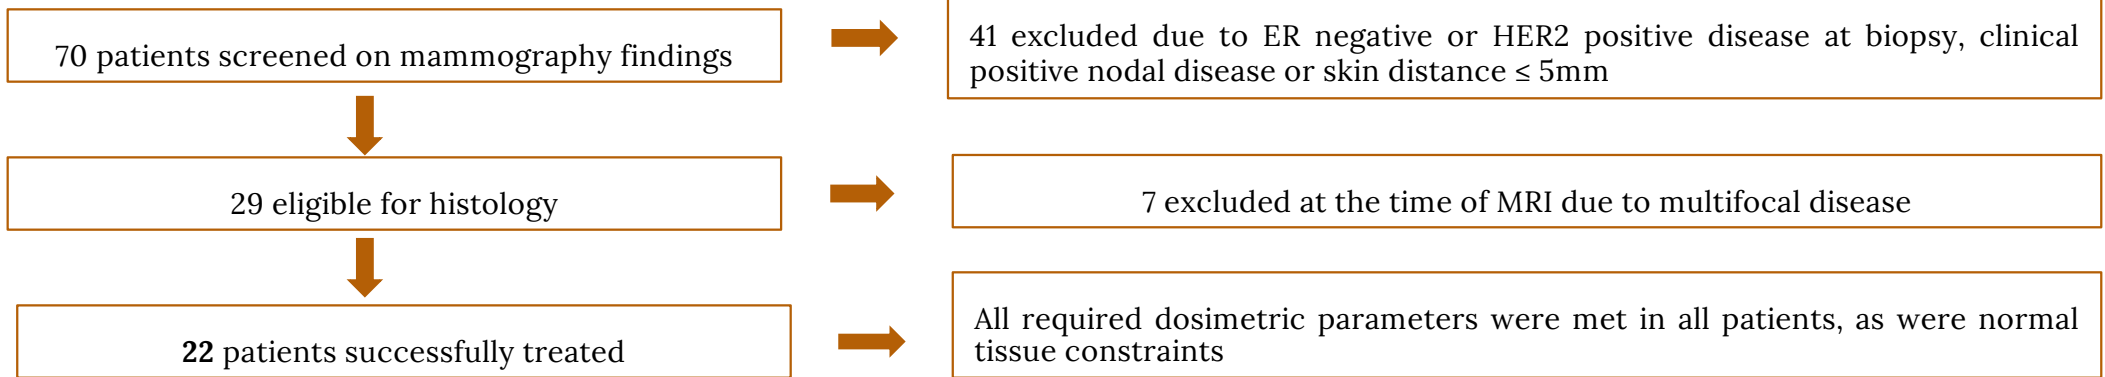 70 patients screened on mammography findings
41 excluded due to ER negative or HER2 positive disease at biopsy, clinical
positive nodal disease or skin distance ≤ 5mm
29 eligible for histology
7 excluded at the time of MRI due to multifocal disease
22 patients successfully treated
All required dosimetric parameters were met in all patients, as were normal
tissue constraints